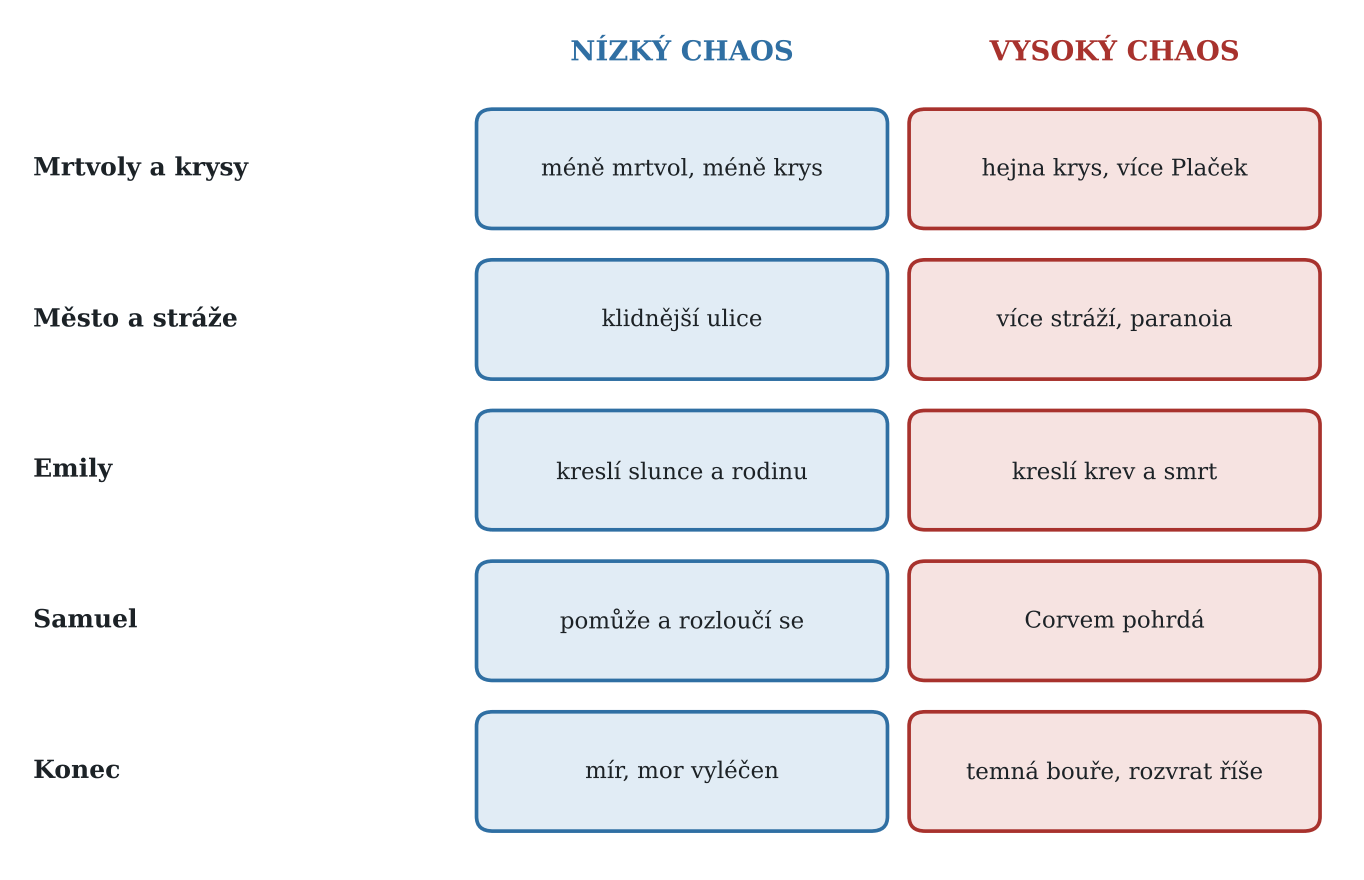 NÍZKÝ CHAOS
VYSOKÝ CHAOS
Mrtvoly a krysy
méně mrtvol, méně krys
hejna krys, více Plaček
Město a stráže
klidnější ulice
více stráží, paranoia
Emily
kreslí slunce a rodinu
kreslí krev a smrt
Samuel
pomůže a rozloučí se
Corvem pohrdá
Konec
mír, mor vyléčen
temná bouře, rozvrat říše